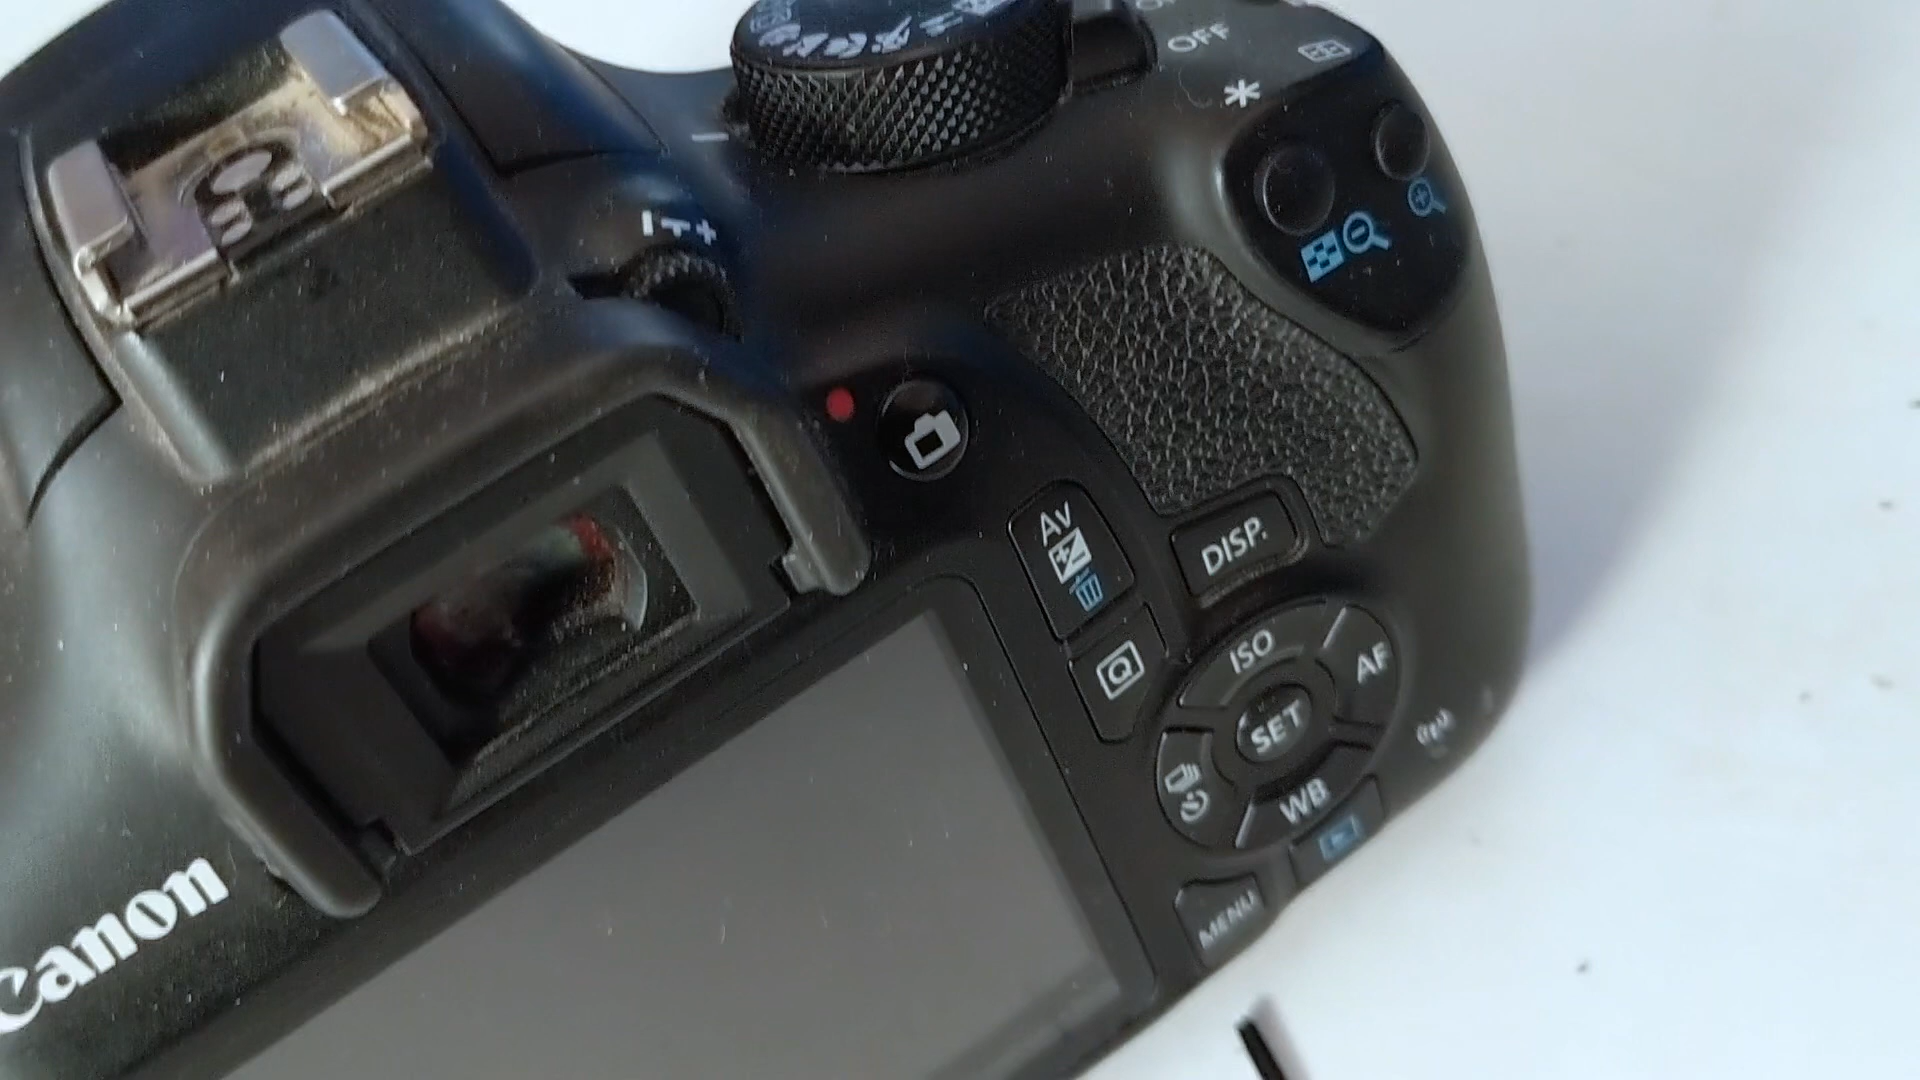 OFF
Av
DISP.
Q
ISO
AF
SET
WB
MENU
Canon